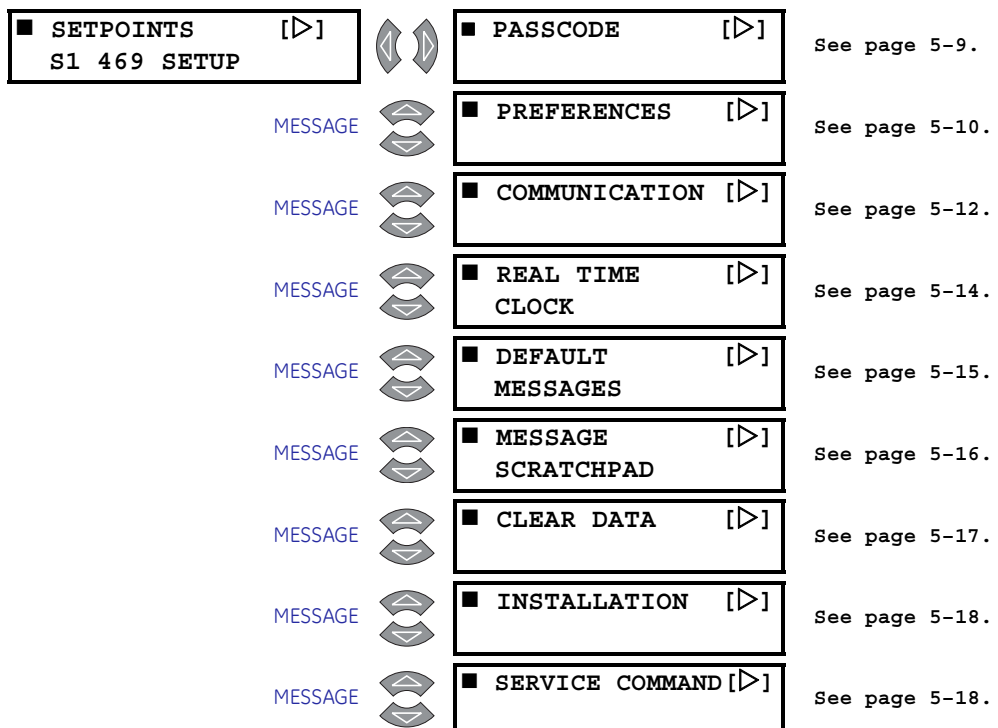 ■ SETPOINTS [▷]
S1 469 SETUP
■ PASSCODE [▷]
See page 5–9.
MESSAGE
■ PREFERENCES [▷]
See page 5–10.
MESSAGE
■ COMMUNICATION [▷]
See page 5–12.
MESSAGE
■ REAL TIME [▷]
CLOCK
See page 5–14.
MESSAGE
■ DEFAULT [▷]
MESSAGES
See page 5–15.
MESSAGE
■ MESSAGE [▷]
SCRATCHPAD
See page 5–16.
MESSAGE
■ CLEAR DATA [▷]
See page 5–17.
MESSAGE
■ INSTALLATION [▷]
See page 5–18.
MESSAGE
■ SERVICE COMMAND [▷]
See page 5–18.